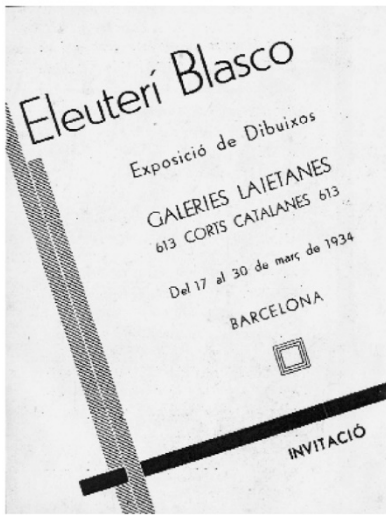 Eleuterí Blasco
Exposició de Dibuixos
GALERIES LAIETANES
613 CORTS CATALANES 613
Del 17 al 30 de març de 1934
BARCELONA
INVITACIÓ